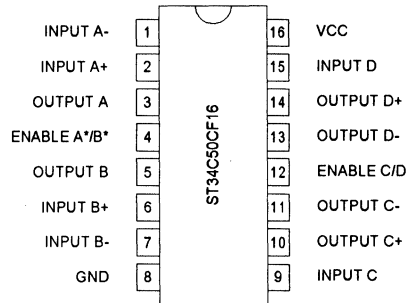 INPUT A- 1 16 VCC
INPUT A+ 2 15 INPUT D
OUTPUT A 3 14 OUTPUT D+
ENABLE A*/B* 4 13 OUTPUT D-
OUTPUT B 5 12 ENABLE C/D
INPUT B+ 6 11 OUTPUT C-
INPUT B- 7 10 OUTPUT C+
GND 8 9 INPUT C
ST34C50CF16